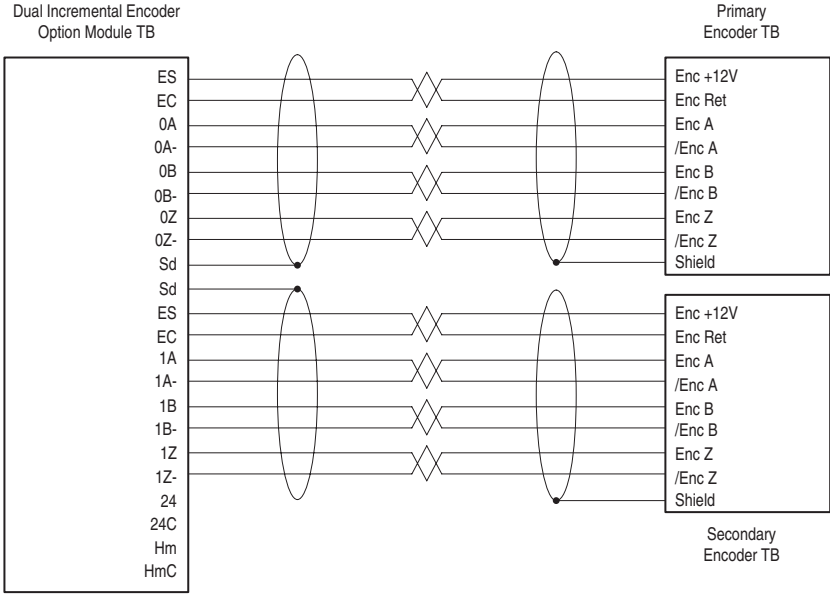 Dual Incremental Encoder
Option Module TB
ES
EC
0A
0A-
0B
0B-
0Z
0Z-
Sd
Sd
ES
EC
1A
1A-
1B
1B-
1Z
1Z-
24
24C
Hm
HmC
Primary
Encoder TB
Enc +12V
Enc Ret
Enc A
/Enc A
Enc B
/Enc B
Enc Z
/Enc Z
Shield
Enc +12V
Enc Ret
Enc A
/Enc A
Enc B
/Enc B
Enc Z
/Enc Z
Shield
Secondary
Encoder TB